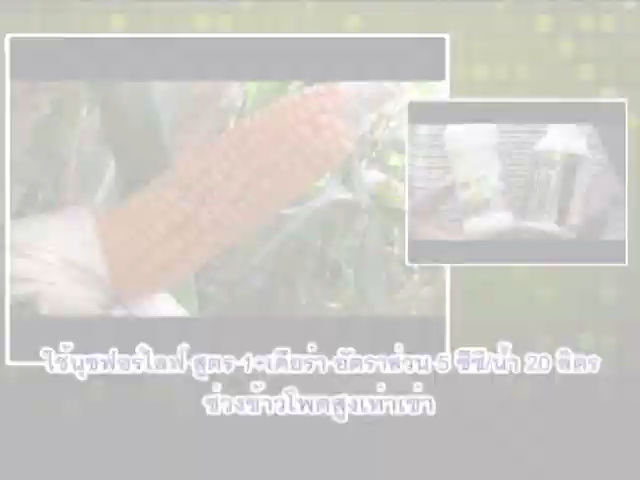 ใช้นูชฟอร์ไลฟ์ สูตร 1+เคียร่า อัตราส่วน 5 ซีซี/น้ำ 20 ลิตร
ช่วงข้าวโพดสูงเท่าเข่า